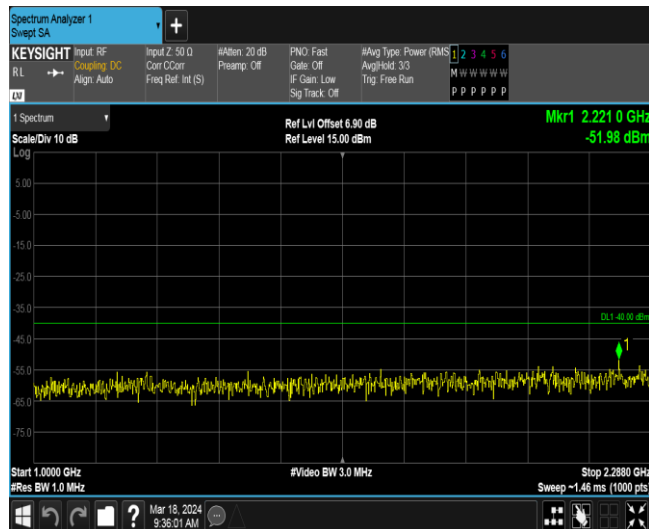 Spectrum Analyzer 1
Swept SA
+
KEYSIGHT
RL
LXI
Input: RF
Coupling: DC
Align: Auto
Input Z: 50 Ω
Corr CCorr
Freq Ref: Int (S)
#Atten: 20 dB
Preamp: Off
PNO: Fast
Gate: Off
IF Gain: Low
Sig Track: Off
#Avg Type: Power (RMS
Avg|Hold: 3/3
Trig: Free Run
1 2 3 4 5 6
M W W W W W
P P P P P P
1 Spectrum
Scale/Div 10 dB
Log
Ref Lvl Offset 6.90 dB
Ref Level 15.00 dBm
Mkr1 2.221 0 GHz
-51.98 dBm
5.00
-5.00
-15.0
-25.0
-35.0
DL1 -40.00 dBm
-45.0
1
-55.0
-65.0
-75.0
Start 1.0000 GHz
#Res BW 1.0 MHz
#Video BW 3.0 MHz
Stop 2.2880 GHz
Sweep ~1.46 ms (1000 pts)
?
Mar 18, 2024
9:36:01 AM